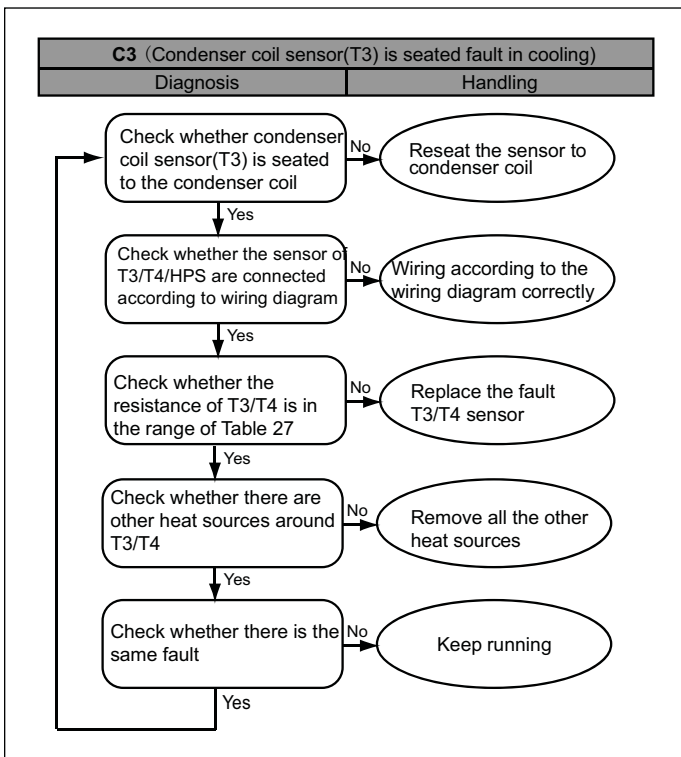 C3（Condenser coil sensor(T3) is seated fault in cooling)
Diagnosis
Handling
Check whether condenser
coil sensor(T3) is seated
to the condenser coil
No
Reseat the sensor to
condenser coil
Yes
Check whether the sensor of
T3/T4/HPS are connected
according to wiring diagram
No
Wiring according to the
wiring diagram correctly
Yes
Check whether the
resistance of T3/T4 is in
the range of Table 27
No
Replace the fault
T3/T4 sensor
Yes
Check whether there are
other heat sources around
T3/T4
No
Remove all the other
heat sources
Yes
Check whether there is the
same fault
No
Keep running
Yes